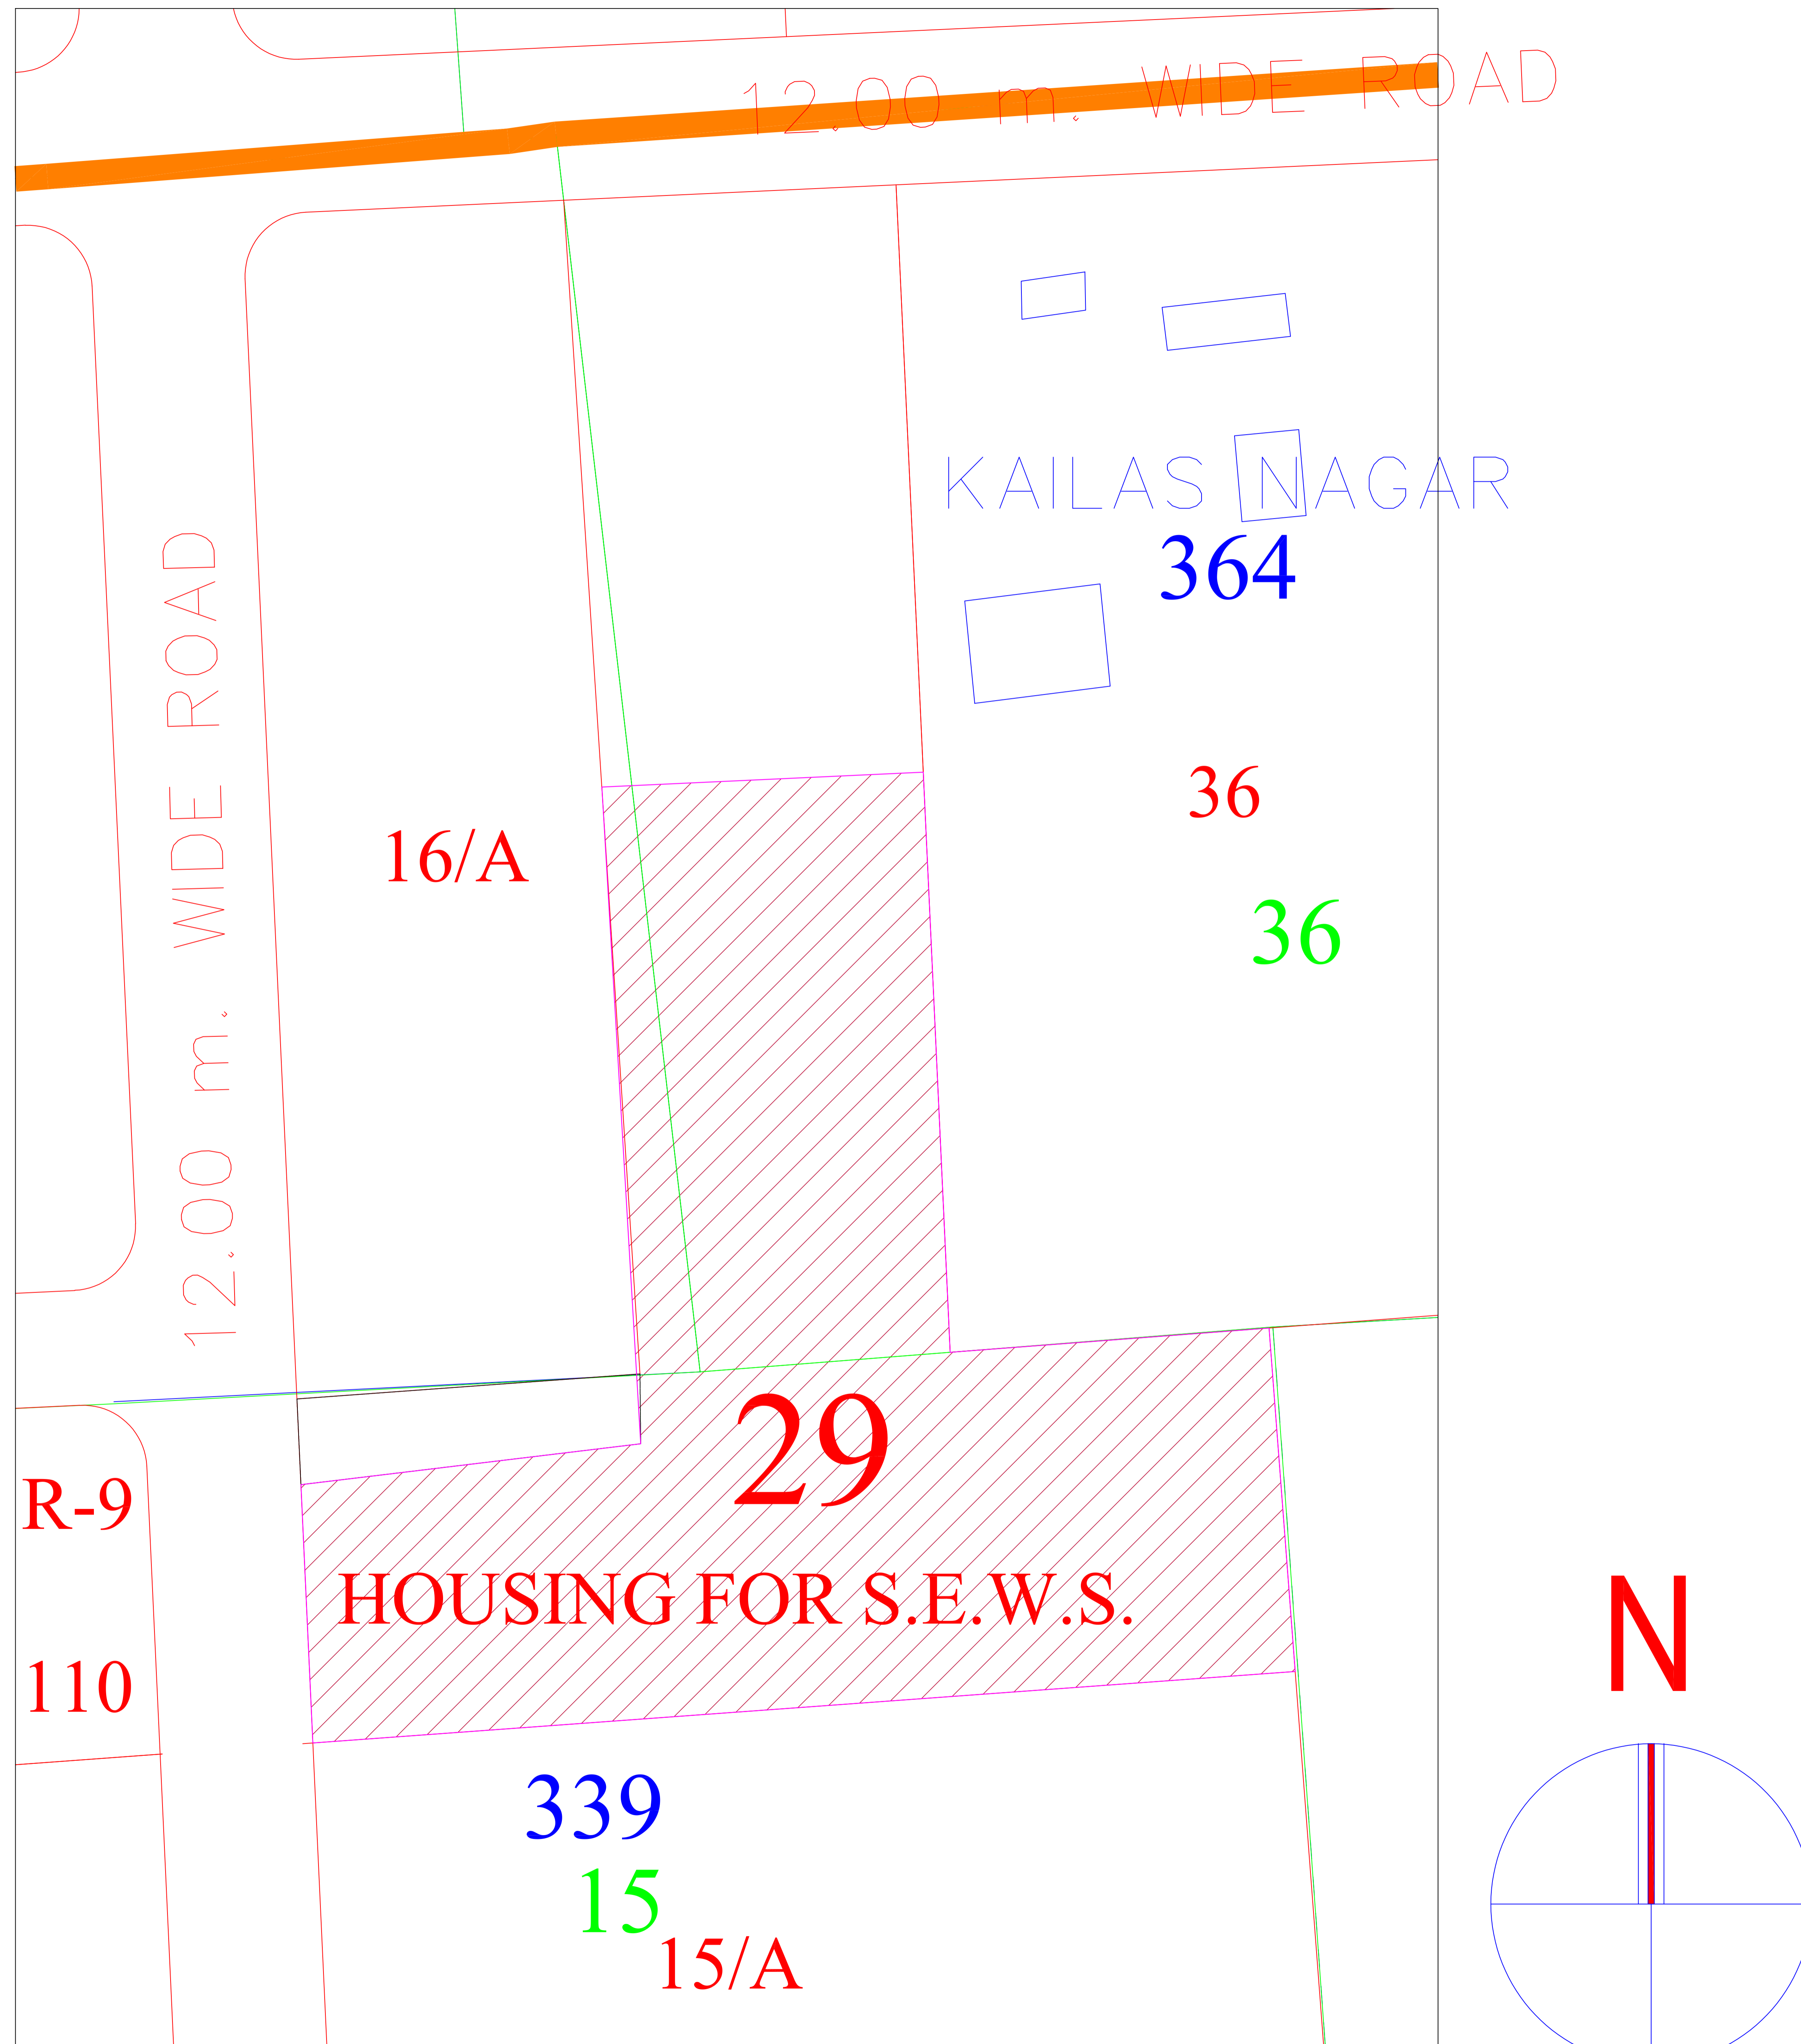 12.00 m. WIDE ROAD
KAILAS NAGAR
364
12.00 m. WIDE ROAD
36
16/A
36
29
R-9
HOUSING FOR S.E.W.S.
N
110
339
15
15/A